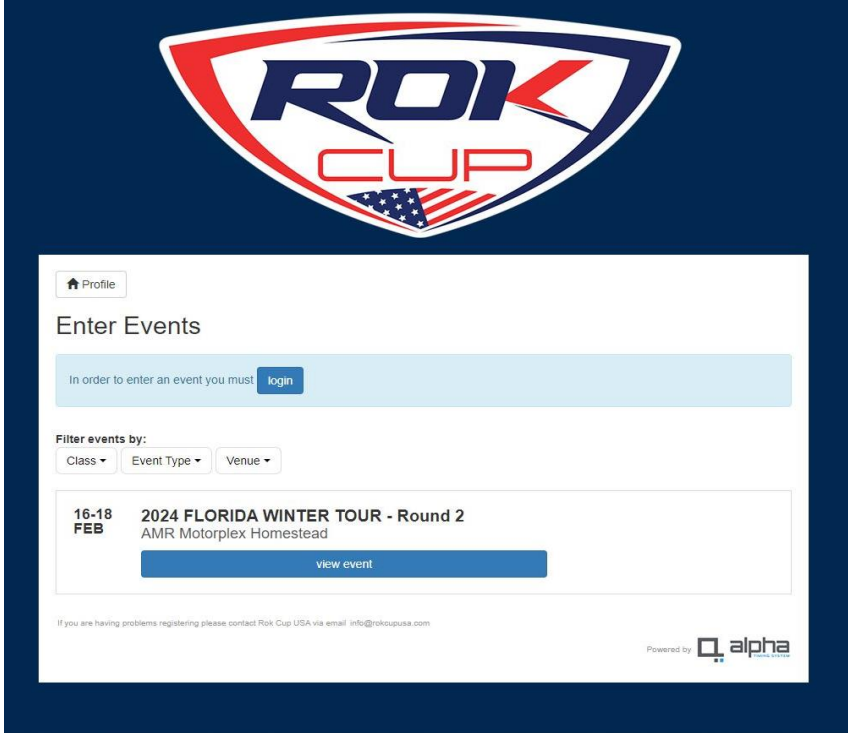 ROK
CUP
Profile
Enter Events
In order to enter an event you must login
Filter events by:
Class Event Type Venue
16-18 2024 FLORIDA WINTER TOUR - Round 2
FEB AMR Motorplex Homestead
view event
If you are having problems registering please contact Rok Cup USA via email info@rokcupusa.com
Powered by alpha
TIMING SYSTEM